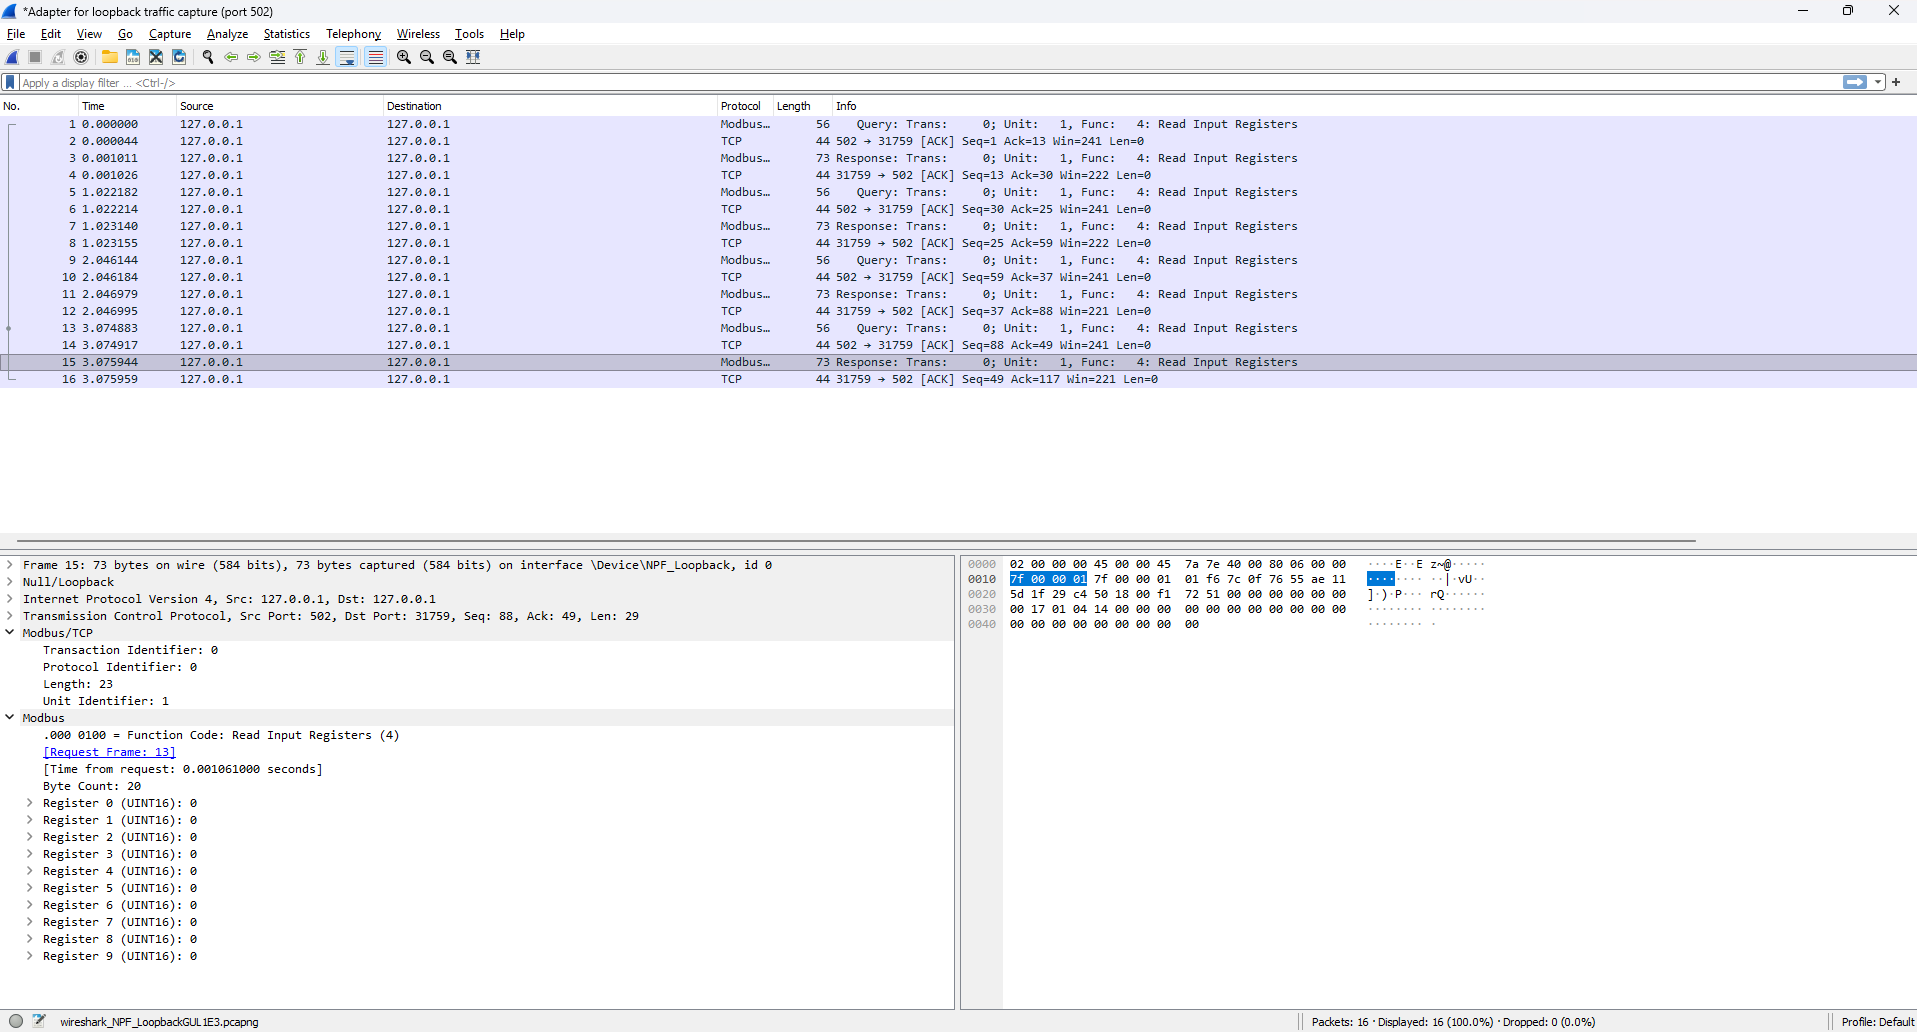 *Adapter for loopback traffic capture (port 502)
File Edit View Go Capture Analyze Statistics Telephony Wireless Tools Help
Apply a display filter ... <Ctrl-/>
No. Time Source Destination Protocol Length Info
1 0.000000 127.0.0.1 127.0.0.1 Modbus… 56 Query: Trans: 0; Unit: 1, Func: 4: Read Input Registers
2 0.000044 127.0.0.1 127.0.0.1 TCP 44 502 → 31759 [ACK] Seq=1 Ack=13 Win=241 Len=0
3 0.001011 127.0.0.1 127.0.0.1 Modbus… 73 Response: Trans: 0; Unit: 1, Func: 4: Read Input Registers
4 0.001026 127.0.0.1 127.0.0.1 TCP 44 31759 → 502 [ACK] Seq=13 Ack=30 Win=222 Len=0
5 1.022182 127.0.0.1 127.0.0.1 Modbus… 56 Query: Trans: 0; Unit: 1, Func: 4: Read Input Registers
6 1.022214 127.0.0.1 127.0.0.1 TCP 44 502 → 31759 [ACK] Seq=30 Ack=25 Win=241 Len=0
7 1.023140 127.0.0.1 127.0.0.1 Modbus… 73 Response: Trans: 0; Unit: 1, Func: 4: Read Input Registers
8 1.023155 127.0.0.1 127.0.0.1 TCP 44 31759 → 502 [ACK] Seq=25 Ack=59 Win=222 Len=0
9 2.046144 127.0.0.1 127.0.0.1 Modbus… 56 Query: Trans: 0; Unit: 1, Func: 4: Read Input Registers
10 2.046184 127.0.0.1 127.0.0.1 TCP 44 502 → 31759 [ACK] Seq=59 Ack=37 Win=241 Len=0
11 2.046979 127.0.0.1 127.0.0.1 Modbus… 73 Response: Trans: 0; Unit: 1, Func: 4: Read Input Registers
12 2.046995 127.0.0.1 127.0.0.1 TCP 44 31759 → 502 [ACK] Seq=37 Ack=88 Win=221 Len=0
13 3.074883 127.0.0.1 127.0.0.1 Modbus… 56 Query: Trans: 0; Unit: 1, Func: 4: Read Input Registers
14 3.074917 127.0.0.1 127.0.0.1 TCP 44 502 → 31759 [ACK] Seq=88 Ack=49 Win=241 Len=0
15 3.075944 127.0.0.1 127.0.0.1 Modbus… 73 Response: Trans: 0; Unit: 1, Func: 4: Read Input Registers
16 3.075959 127.0.0.1 127.0.0.1 TCP 44 31759 → 502 [ACK] Seq=49 Ack=117 Win=221 Len=0
Frame 15: 73 bytes on wire (584 bits), 73 bytes captured (584 bits) on interface \Device\NPF_Loopback, id 0
Null/Loopback
Internet Protocol Version 4, Src: 127.0.0.1, Dst: 127.0.0.1
Transmission Control Protocol, Src Port: 502, Dst Port: 31759, Seq: 88, Ack: 49, Len: 29
Modbus/TCP
Transaction Identifier: 0
Protocol Identifier: 0
Length: 23
Unit Identifier: 1
Modbus
.000 0100 = Function Code: Read Input Registers (4)
[Request Frame: 13]
[Time from request: 0.001061000 seconds]
Byte Count: 20
Register 0 (UINT16): 0
Register 1 (UINT16): 0
Register 2 (UINT16): 0
Register 3 (UINT16): 0
Register 4 (UINT16): 0
Register 5 (UINT16): 0
Register 6 (UINT16): 0
Register 7 (UINT16): 0
Register 8 (UINT16): 0
Register 9 (UINT16): 0
0000 02 00 00 00 45 00 00 45 7a 7e 40 00 80 06 00 00 ····E··E z~@·····
0010 7f 00 00 01 7f 00 00 01 01 f6 7c 0f 76 55 ae 11 ········ ··|·vU··
0020 5d 1f 29 c4 50 18 00 f1 72 51 00 00 00 00 00 00 ]·)·P··· rQ······
0030 00 17 01 04 14 00 00 00 00 00 00 00 00 00 00 00 ········ ········
0040 00 00 00 00 00 00 00 00 00 ········ ·
wireshark_NPF_LoopbackGUL1E3.pcapng
Packets: 16 · Displayed: 16 (100.0%) · Dropped: 0 (0.0%)
Profile: Default